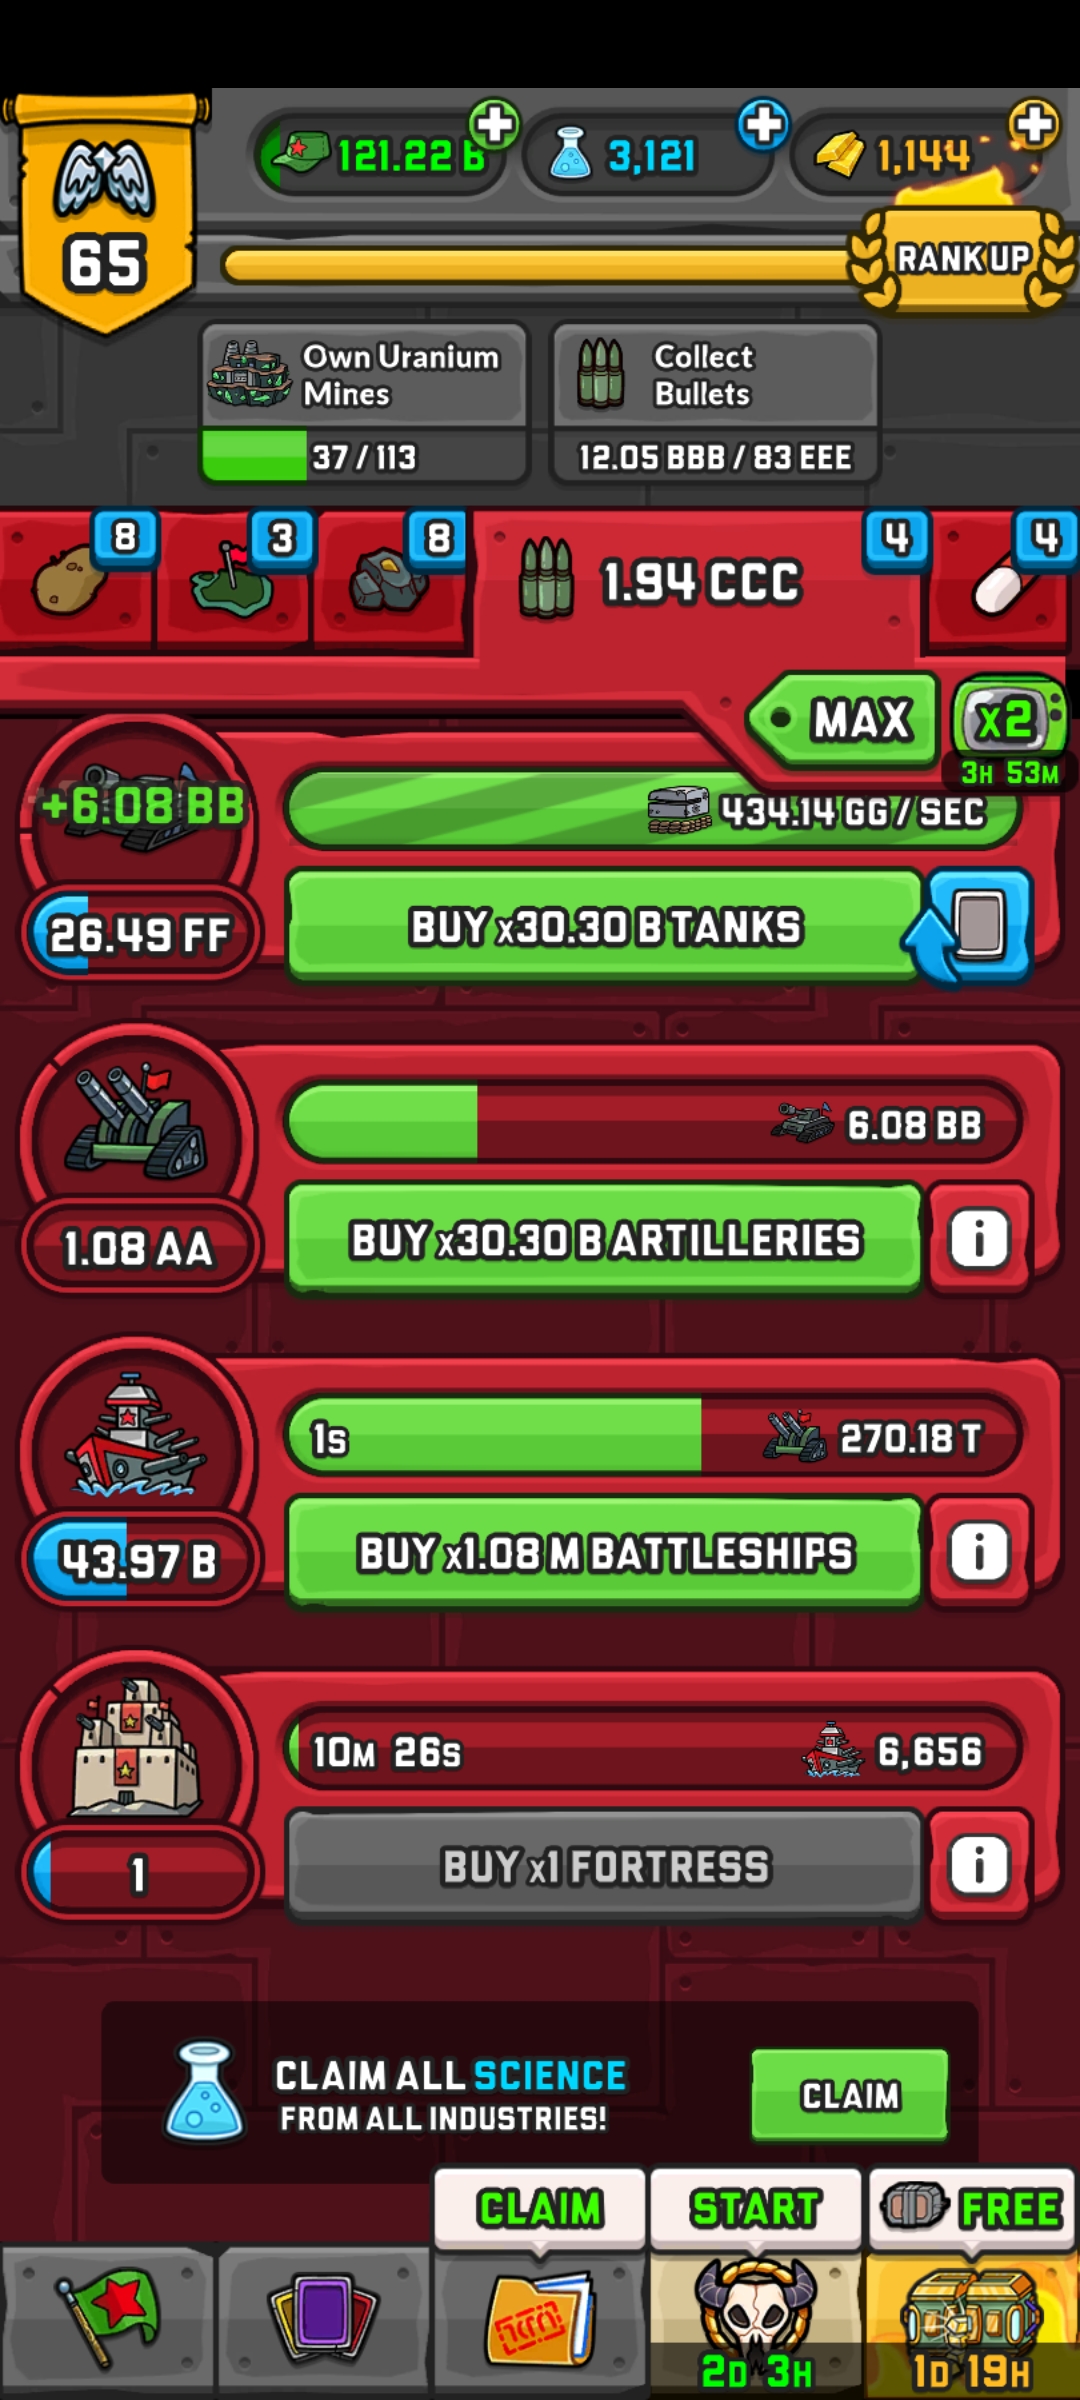 121.22 B
3,121
1,144
65
RANK UP
Own Uranium
Mines
37 / 113
Collect
Bullets
12.05 BBB / 83 EEE
8
3
8
1.94 CCC
4
4
MAX
x2
3H 53M
+6.08 BB
434.14 GG / SEC
26.49 FF
BUY x30.30 B TANKS
6.08 BB
1.08 AA
BUY x30.30 B ARTILLERIES
i
1s
270.18 T
43.97 B
BUY x1.08 M BATTLESHIPS
i
10M 26s
6,656
1
BUY x1 FORTRESS
i
CLAIM ALL SCIENCE
FROM ALL INDUSTRIES!
CLAIM
CLAIM
START
FREE
2D 3H
1D 19H